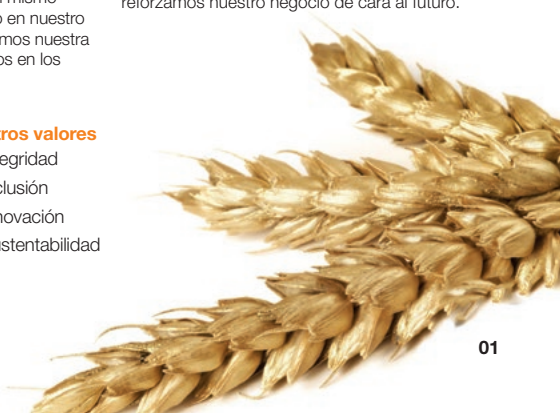 mismo
o en nuestro
mos nuestra
os en los
tros valores
egridad
clusión
novación
stentabilidad
reforzamos nuestro negocio de cara al futuro.
01